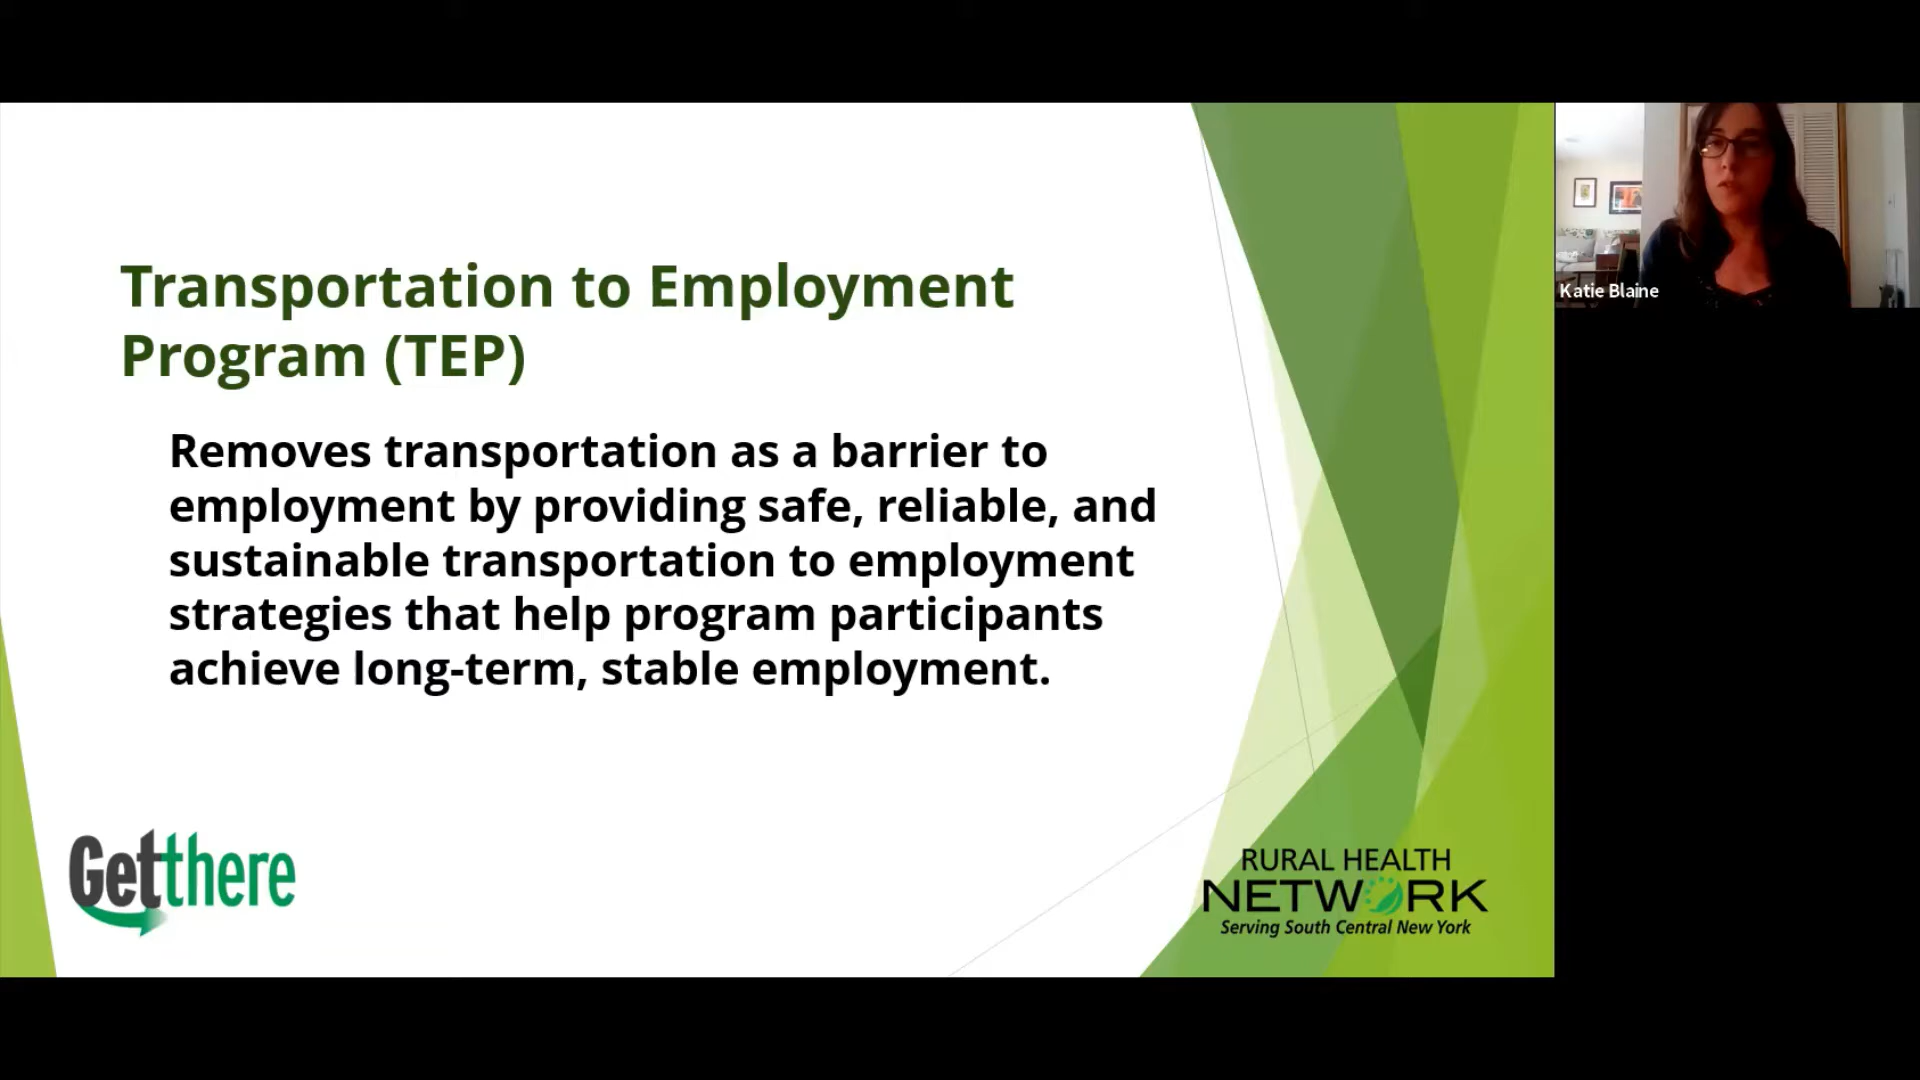 Transportation to Employment
Program (TEP)
Removes transportation as a barrier to
employment by providing safe, reliable, and
sustainable transportation to employment
strategies that help program participants
achieve long-term, stable employment.
Getthere
RURAL HEALTH
NETWORK
Serving South Central New York
Katie Blaine